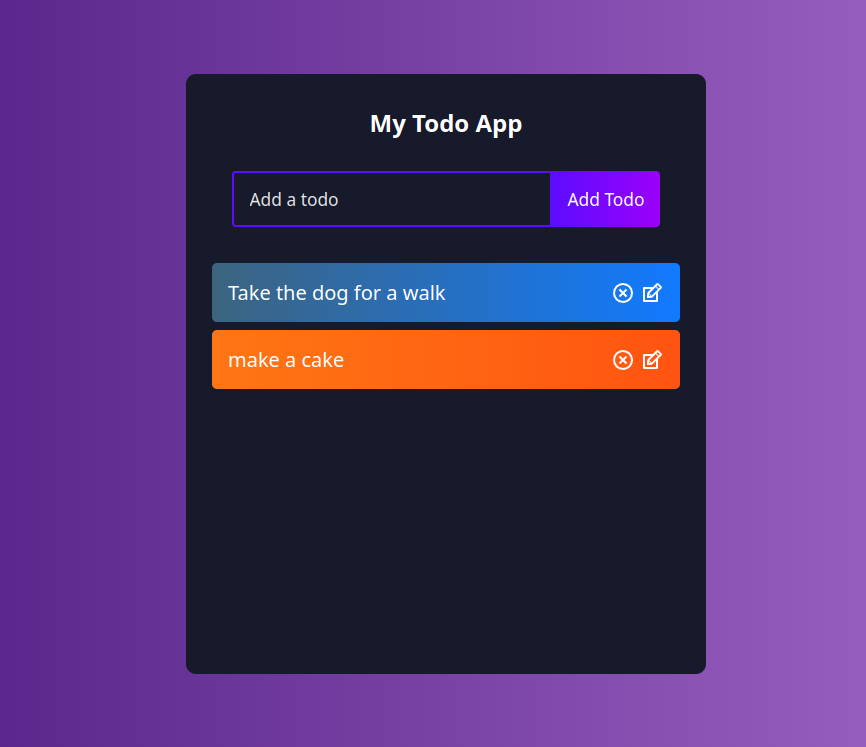 My Todo App
Add a todo
Add Todo
Take the dog for a walk
make a cake